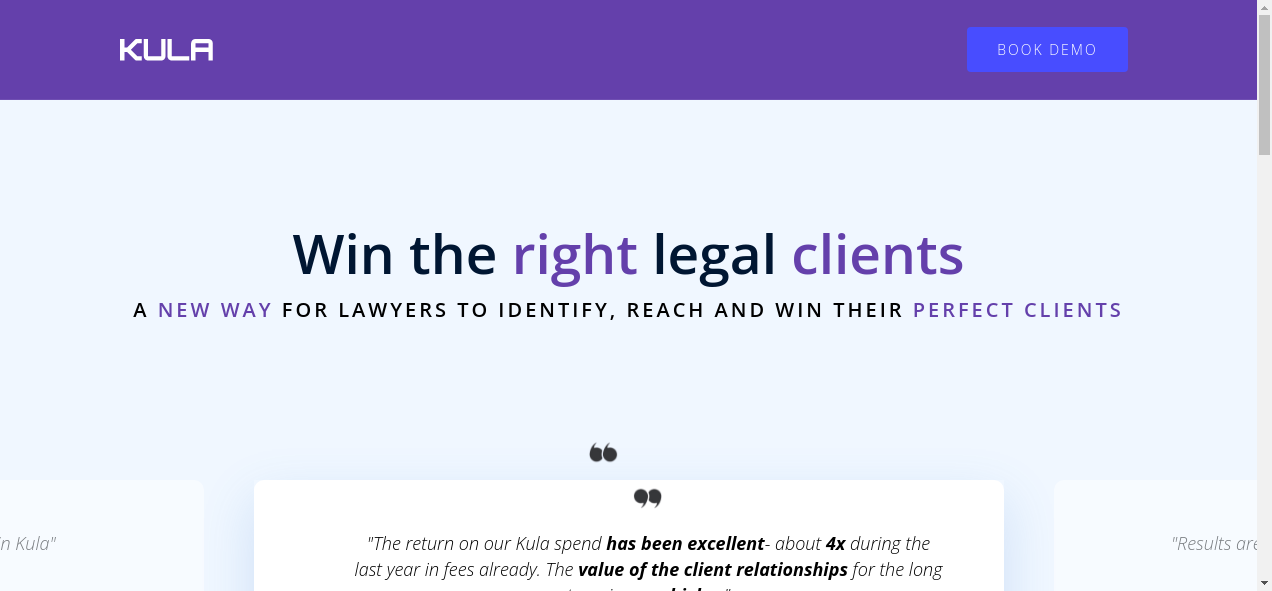 KULA
BOOK DEMO
Win the right legal clients
A NEW WAY FOR LAWYERS TO IDENTIFY, REACH AND WIN THEIR PERFECT CLIENTS
n Kula"
"The return on our Kula spend has been excellent- about 4x during the
last year in fees already. The value of the client relationships for the long
"Results are